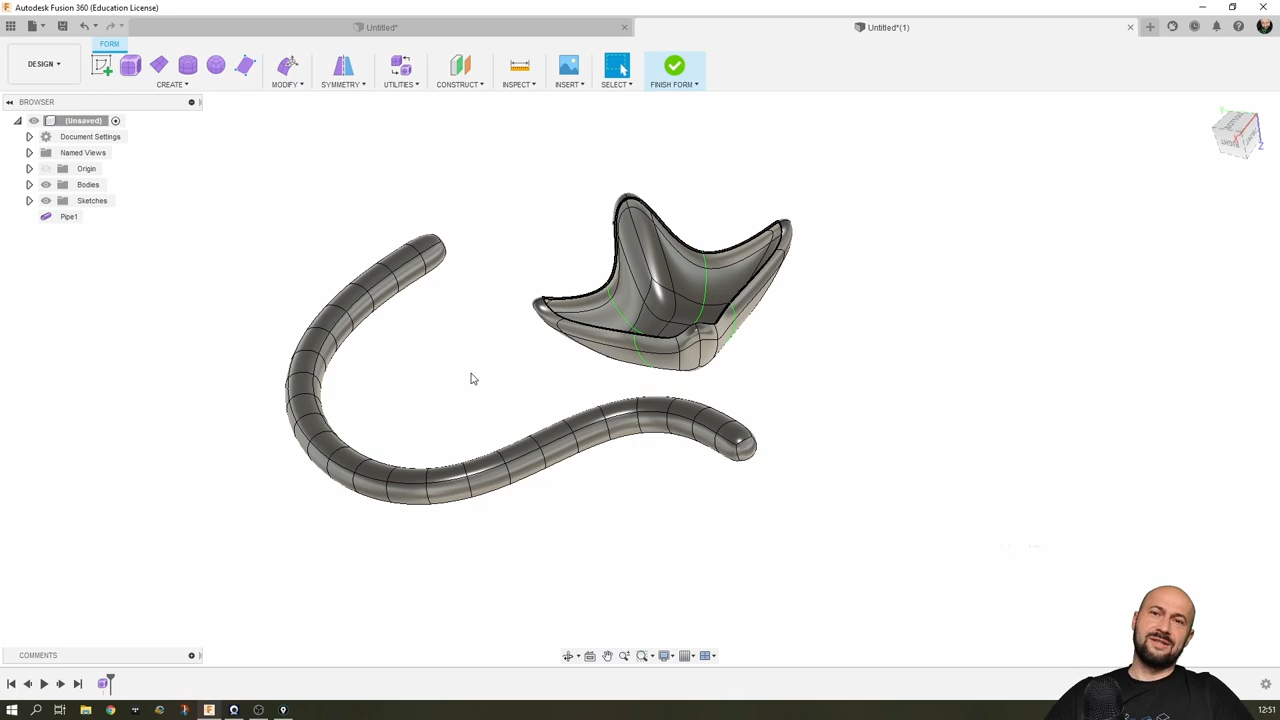 Autodesk Fusion 360 (Education License)
Untitled*
Untitled*(1)
FORM
DESIGN
CREATE
MODIFY
SYMMETRY
UTILITIES
CONSTRUCT
INSPECT
INSERT
SELECT
FINISH FORM
BROWSER
(Unsaved)
Document Settings
Named Views
Origin
Bodies
Sketches
Pipe1
RIGHT
Y
Z
COMMENTS
12:51